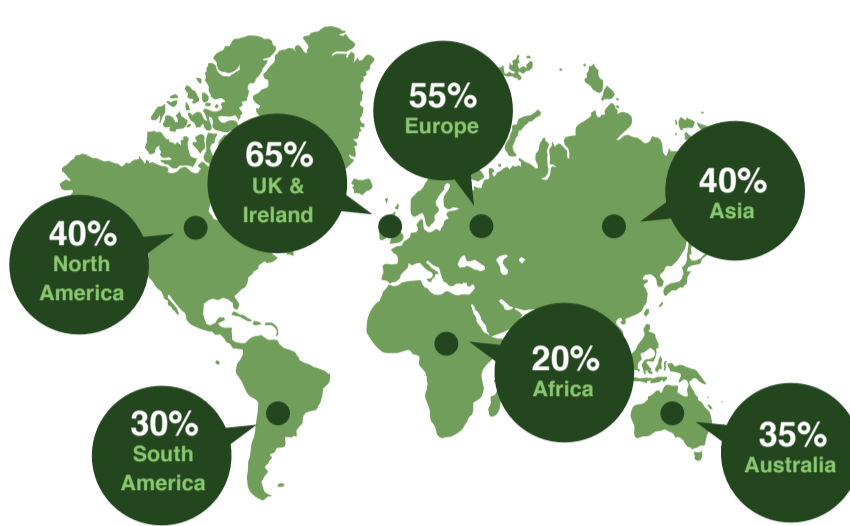 55%
Europe
65%
UK &
Ireland
40%
Asia
40%
North
America
20%
Africa
30%
South
America
35%
Australia